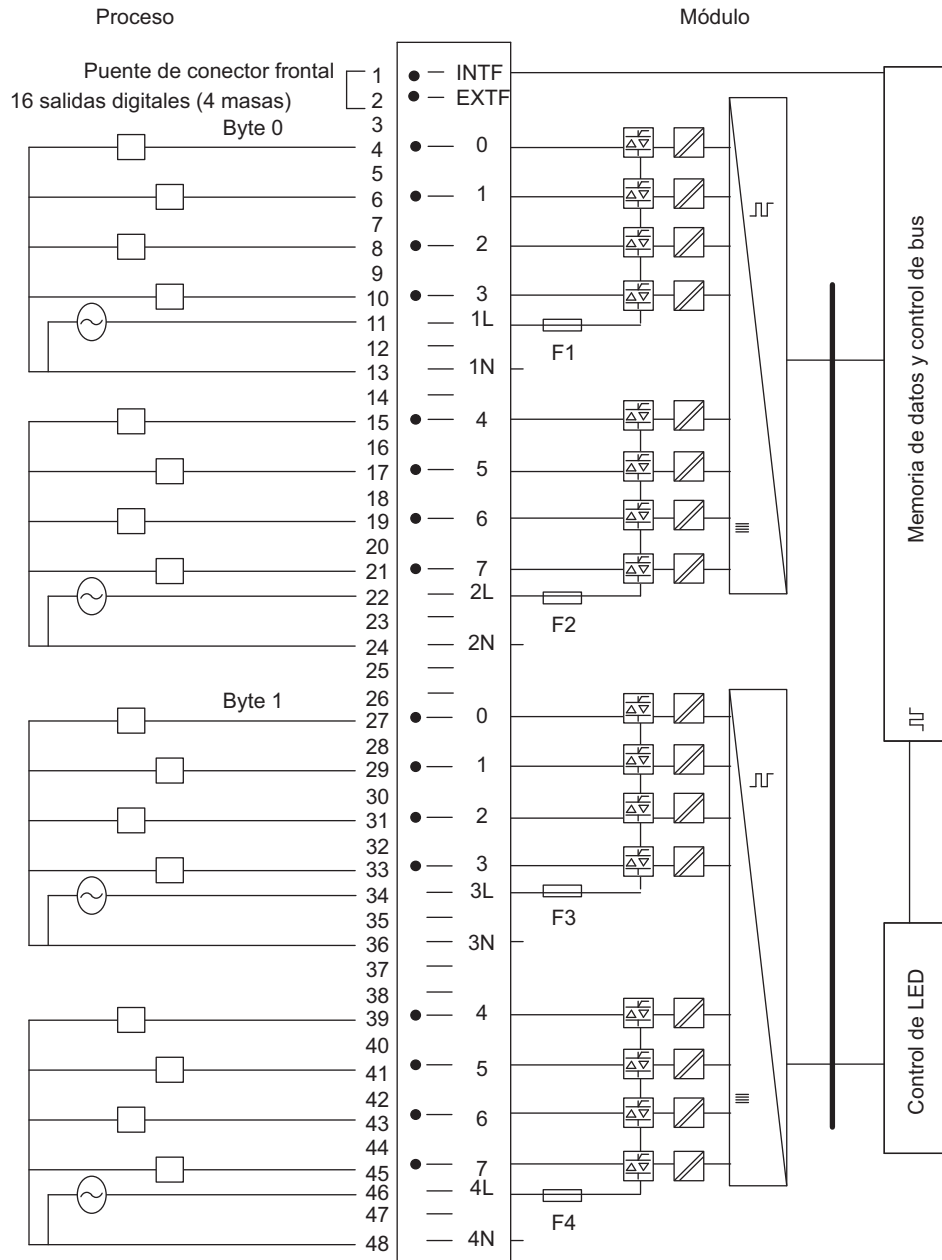 Proceso
Módulo
Puente de conector frontal
1
INTF
16 salidas digitales (4 masas)
2
EXTF
Byte 0
3
4
0
5
6
1
7
8
2
9
10
3
11
1L
F1
12
13
1N
14
15
4
16
17
5
18
19
6
20
21
7
22
2L
F2
23
24
2N
25
26
Byte 1
27
0
28
29
1
30
31
2
32
33
3
34
3L
F3
35
36
3N
37
38
39
4
40
41
5
42
43
6
44
45
7
46
4L
F4
47
48
4N
Memoria de datos y control de bus
Control de LED